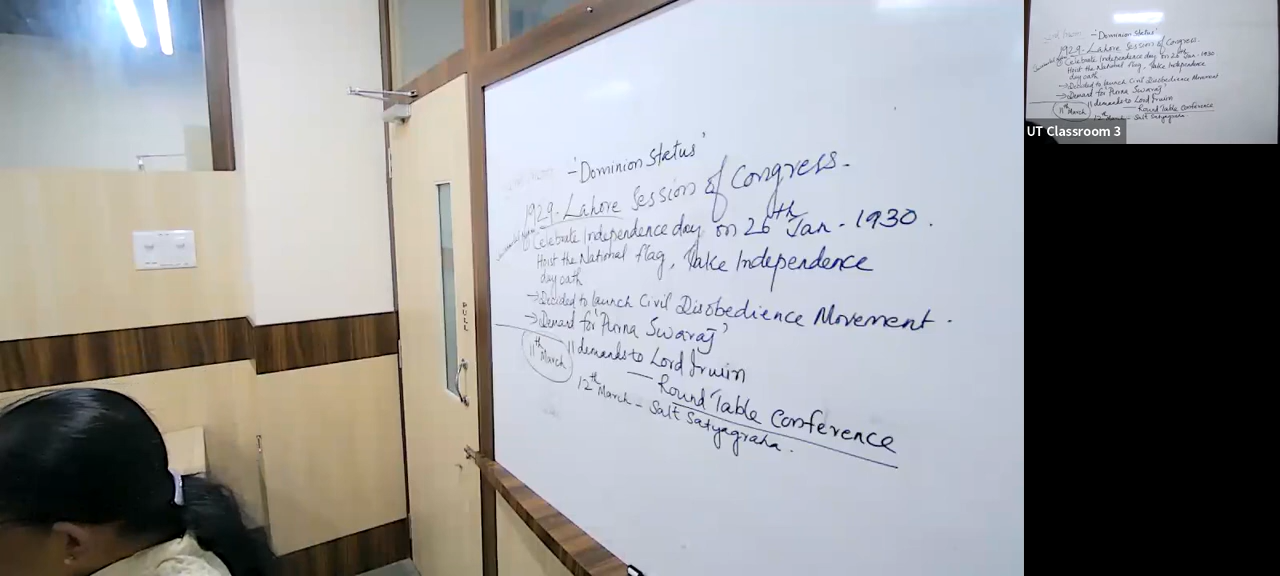 - 'Dominion Status'
1929 - Lahore Session of Congress.
Celebrate Independence day on 26th Jan - 1930.
Hoist the National flag, Take Independence
day oath
→ Decided to launch Civil Disobedience Movement.
→ Demand for 'Purna Swaraj'
11th March 11 demands to Lord Irwin
— Round Table Conference
12th March - Salt Satyagraha.
PULL
UT Classroom 3